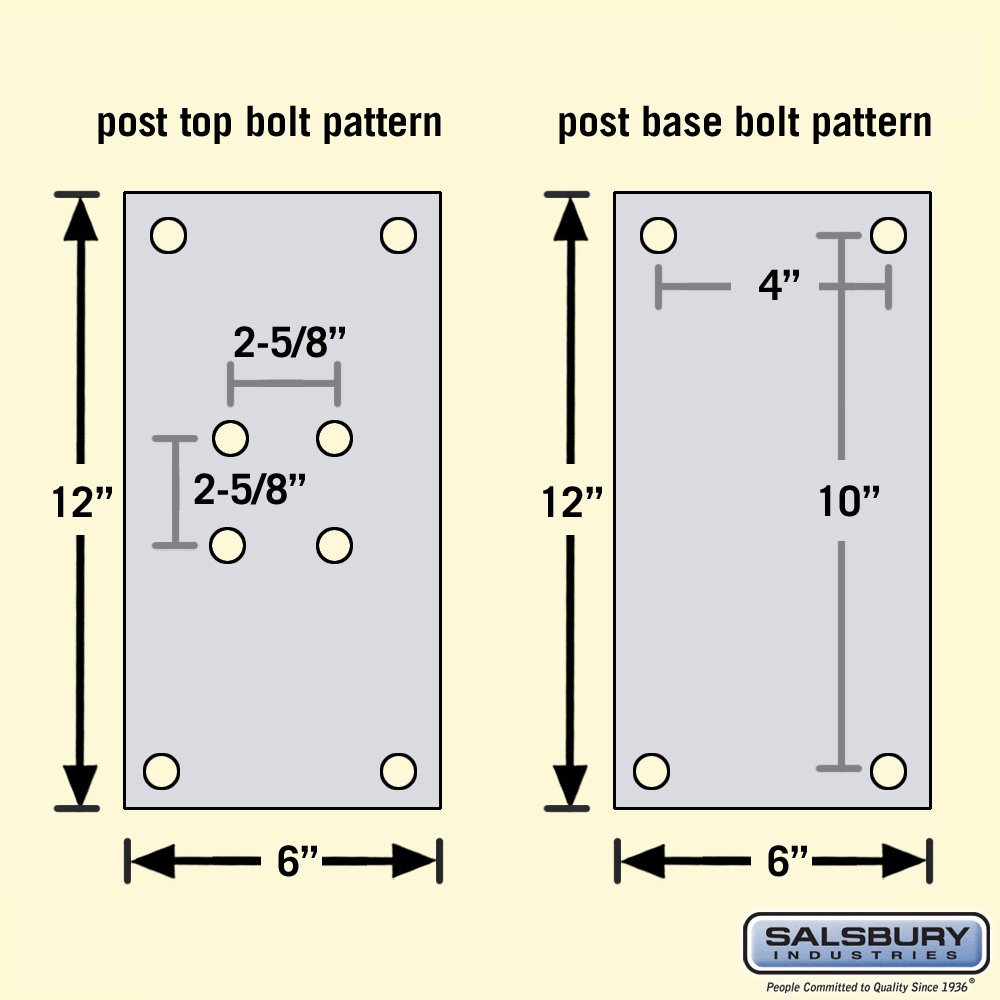 post top bolt pattern
post base bolt pattern
2-5/8”
4”
2-5/8”
12”
12”
10”
6”
6”
SALSBURY
INDUSTRIES
People Committed to Quality Since 1936®